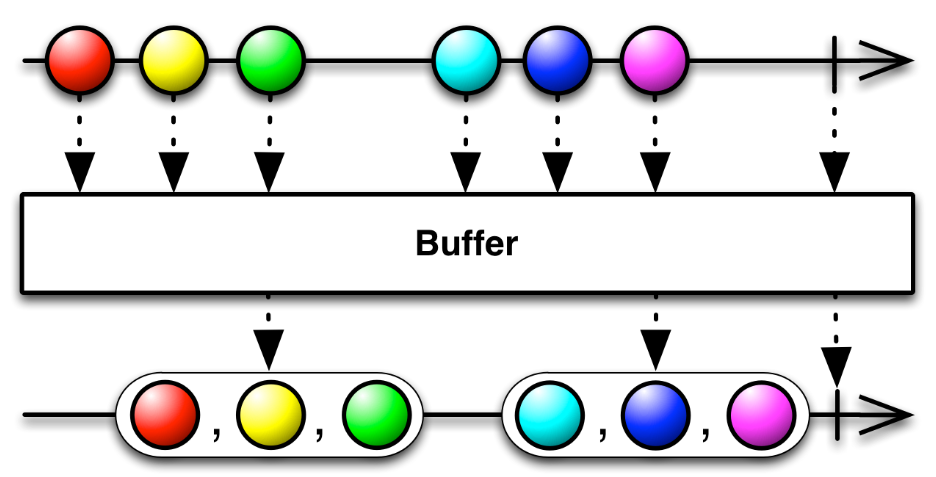 Buffer
, ,
, ,